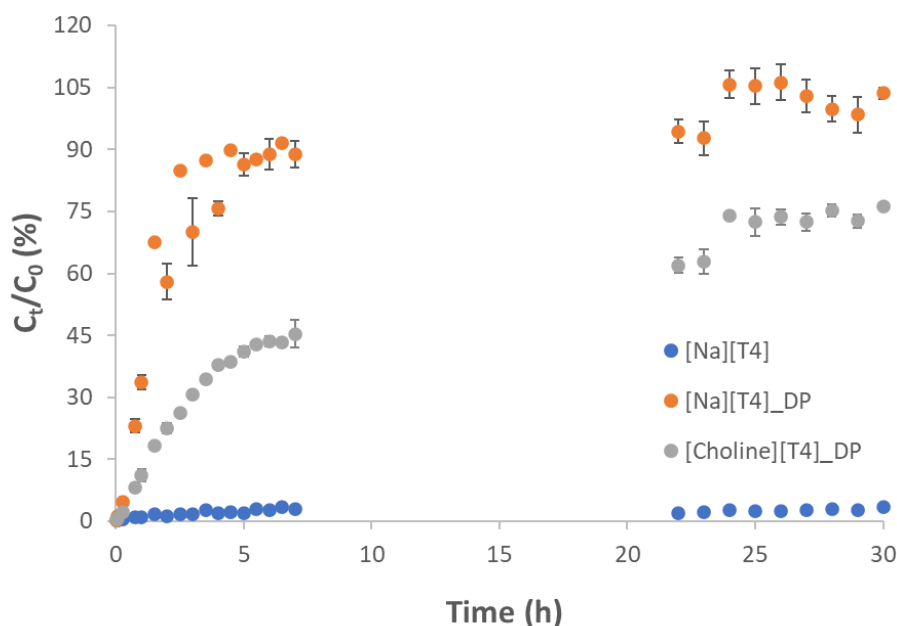 120
105
90
75
60
45
30
15
0
Cₜ/C₀ (%)
[Na][T4]
[Na][T4]_DP
[Choline][T4]_DP
0 5 10 15 20 25 30
Time (h)